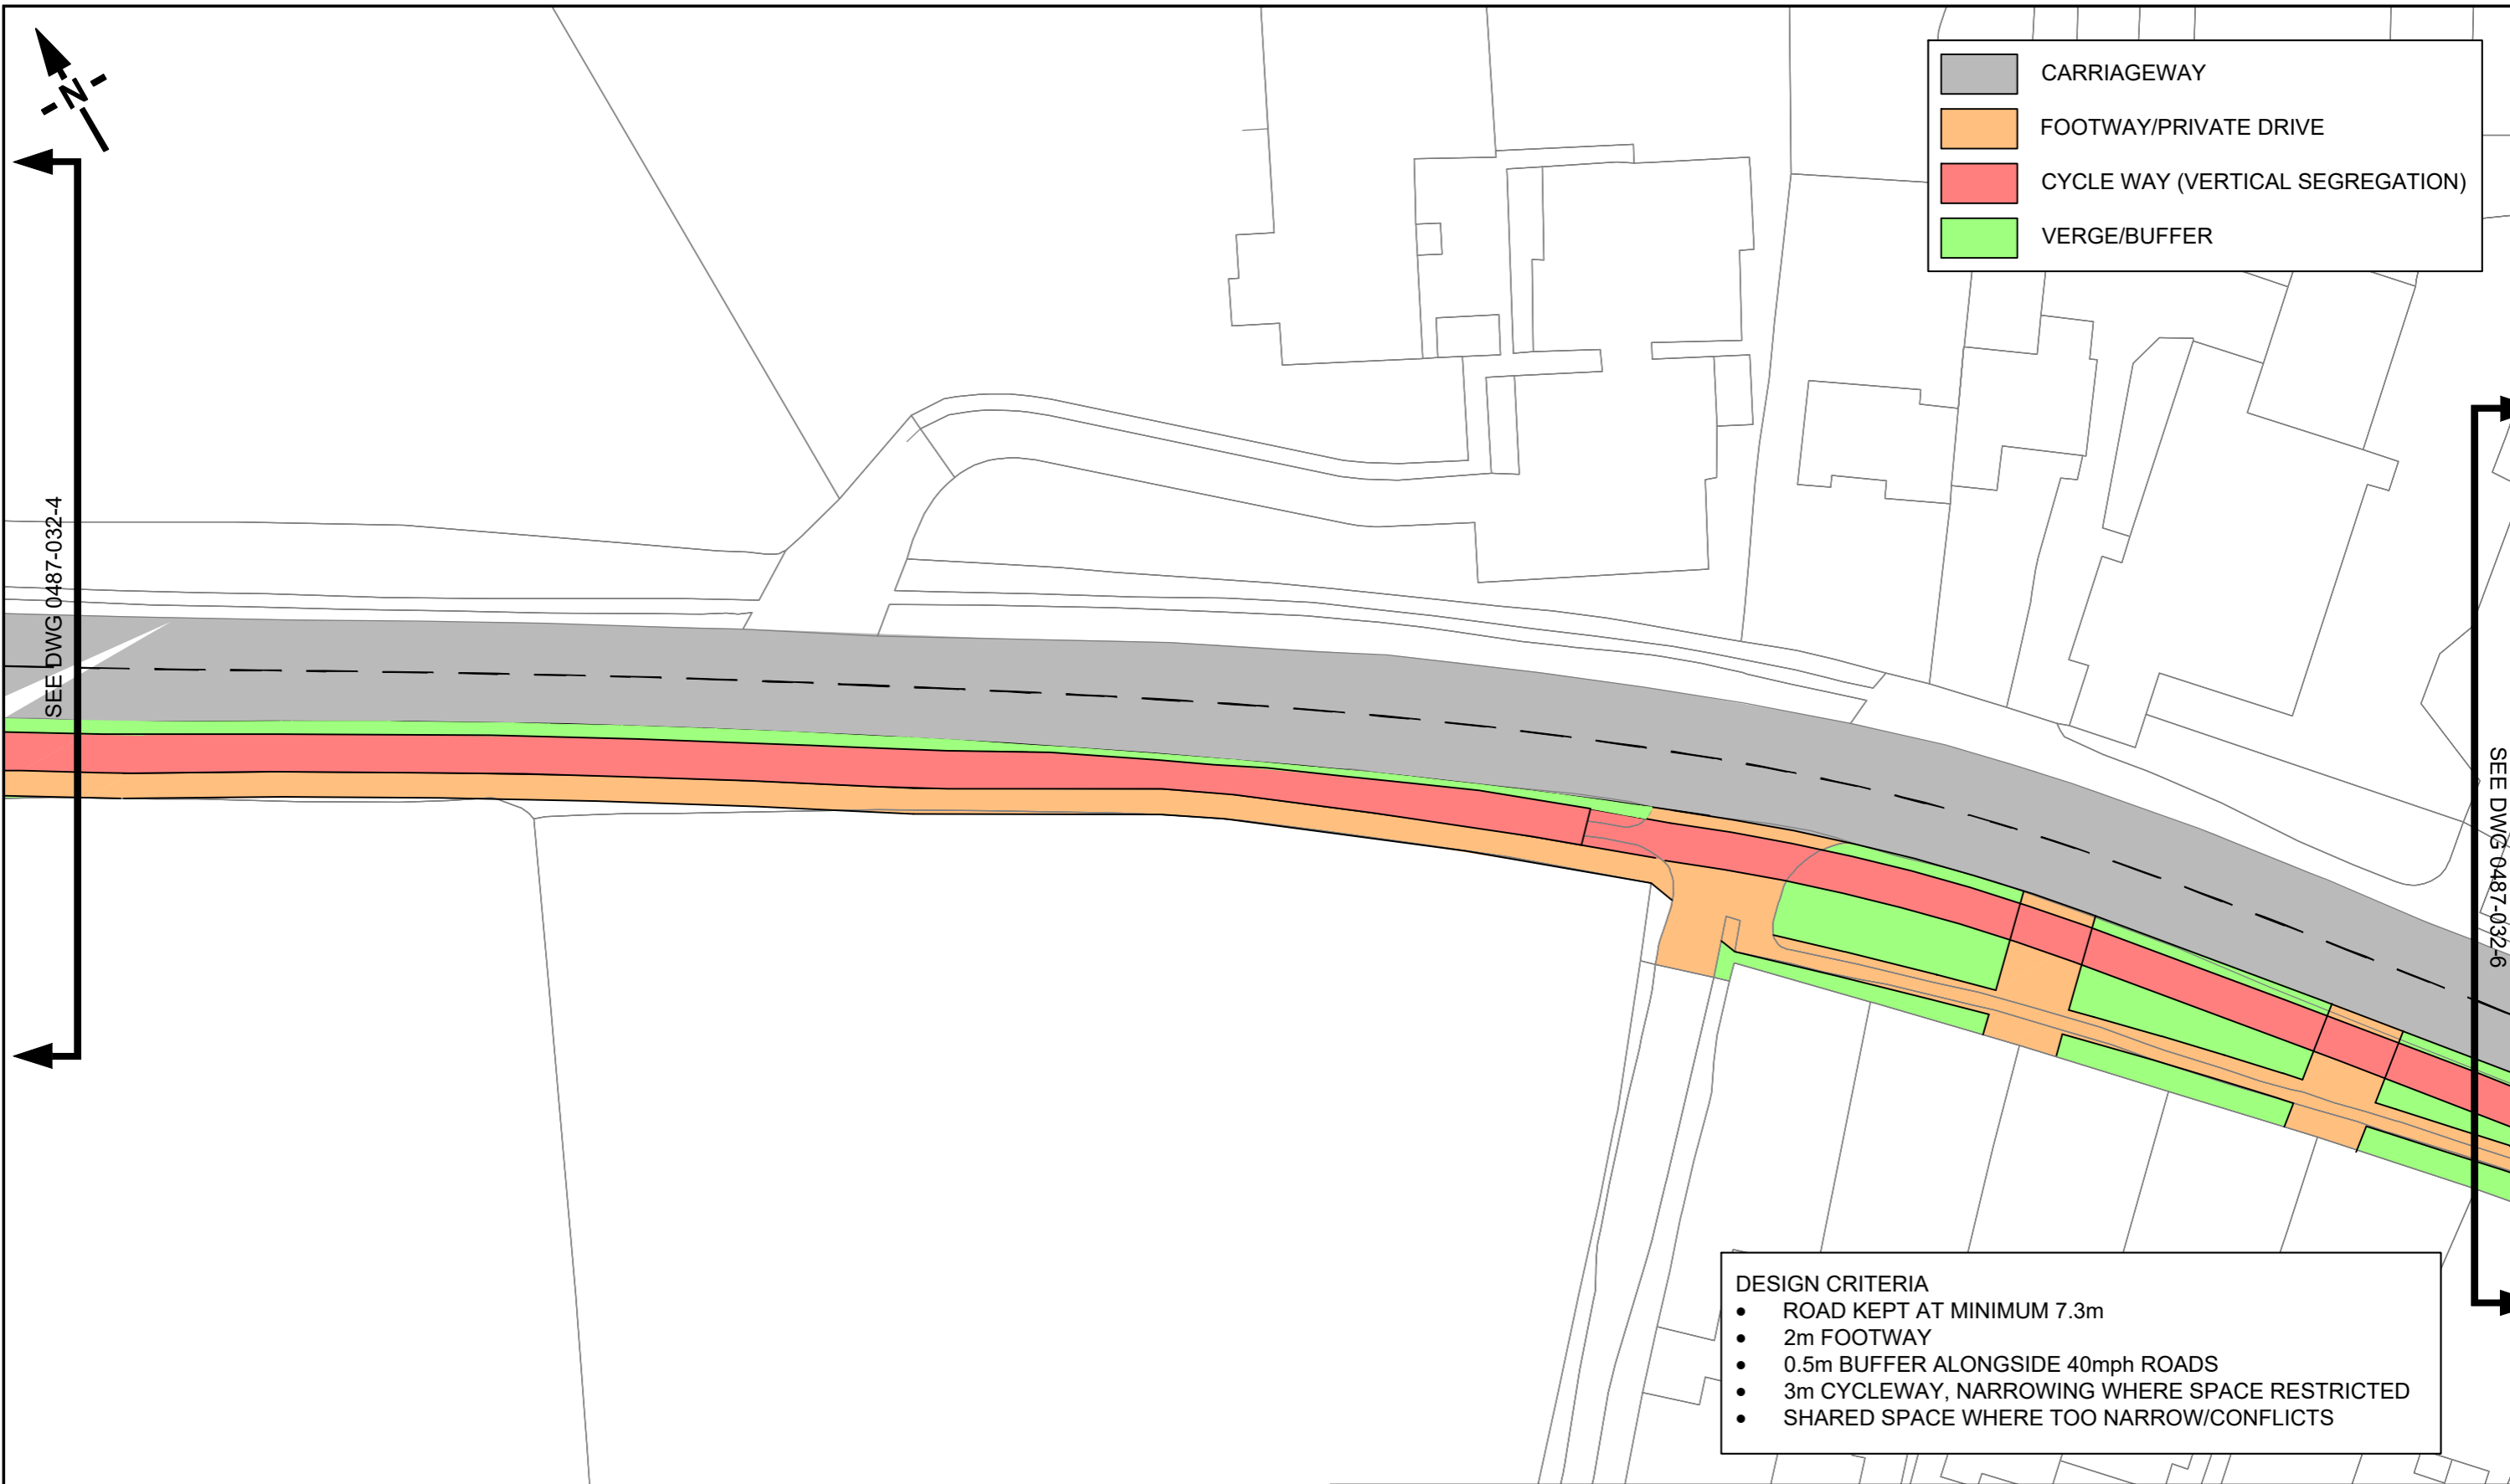 N
CARRIAGEWAY
FOOTWAY/PRIVATE DRIVE
CYCLE WAY (VERTICAL SEGREGATION)
VERGE/BUFFER
SEE DWG 0487-032-4
SEE DWG 0487-032-6
DESIGN CRITERIA
• ROAD KEPT AT MINIMUM 7.3m
• 2m FOOTWAY
• 0.5m BUFFER ALONGSIDE 40mph ROADS
• 3m CYCLEWAY, NARROWING WHERE SPACE RESTRICTED
• SHARED SPACE WHERE TOO NARROW/CONFLICTS